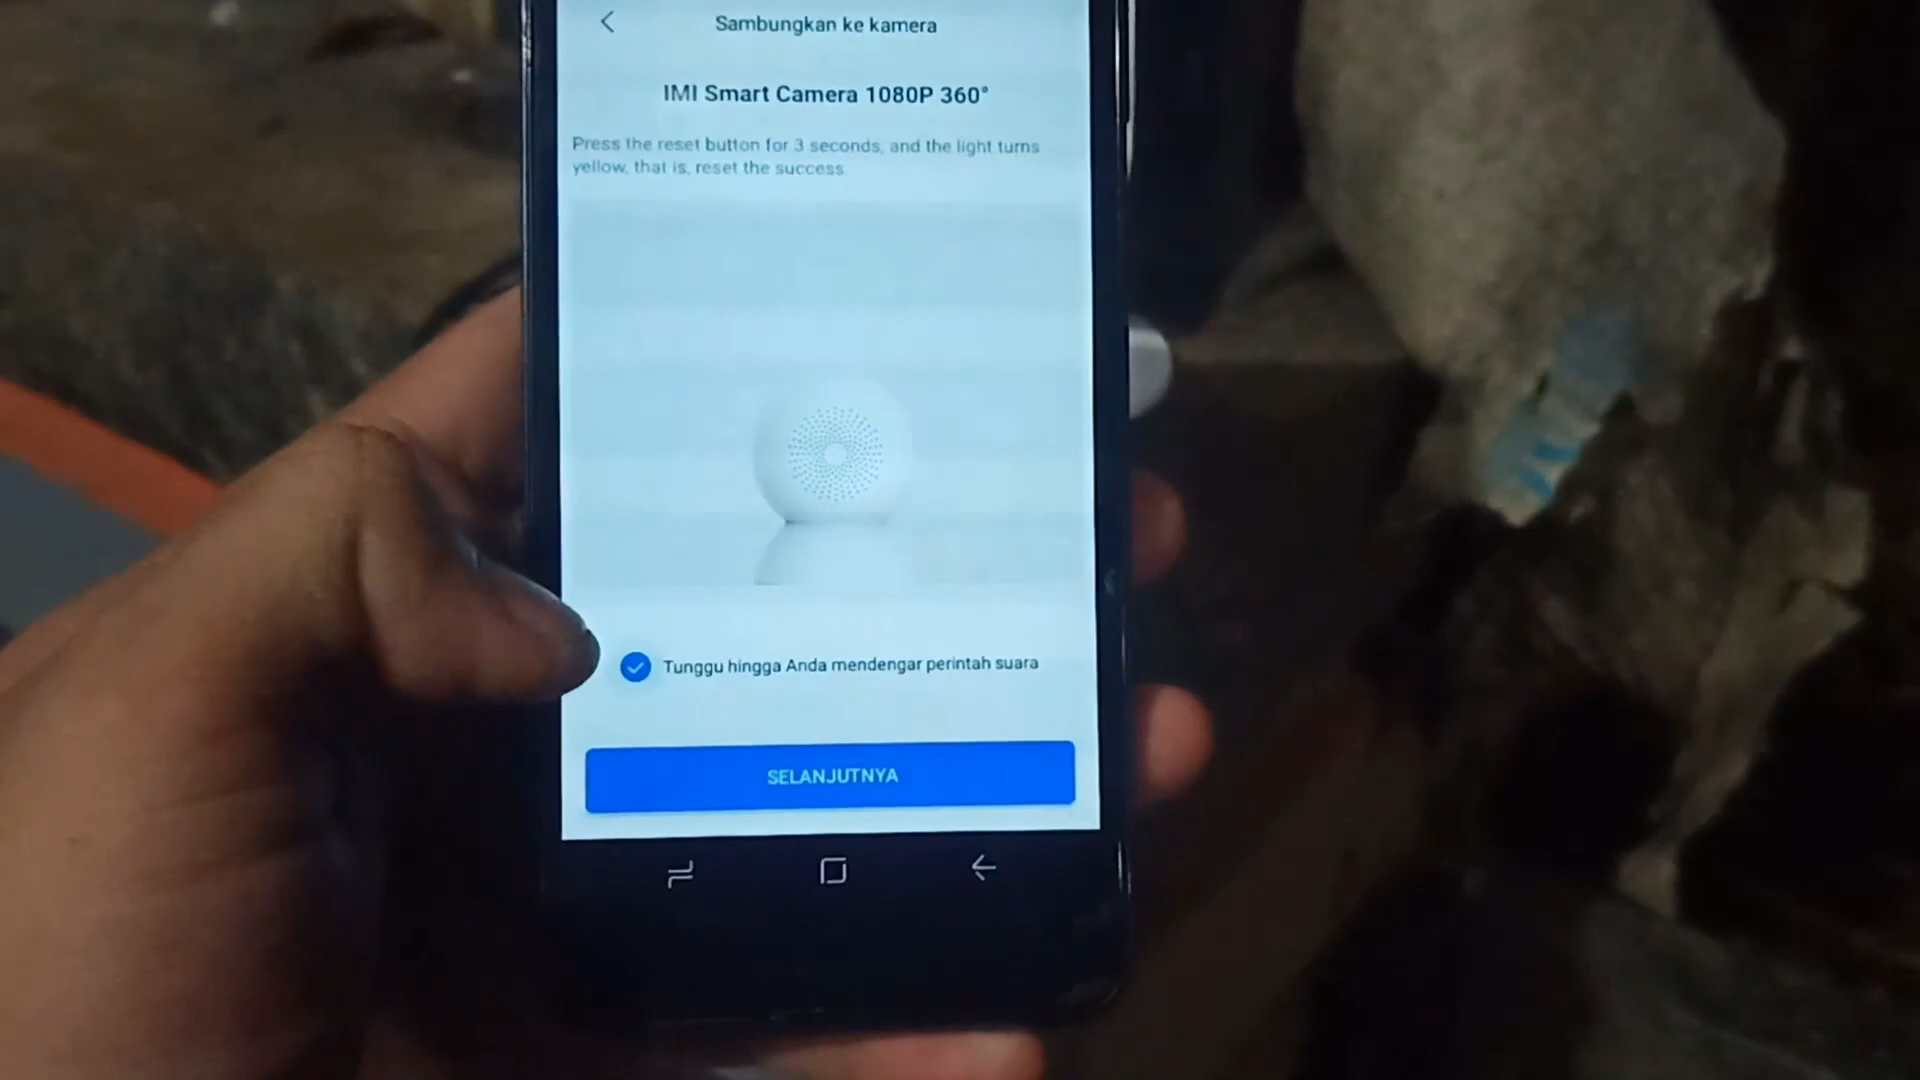 Sambungkan ke kamera
IMI Smart Camera 1080P 360°
Press the reset button for 3 seconds, and the light turns
yellow, that is, reset the success
Tunggu hingga Anda mendengar perintah suara
SELANJUTNYA